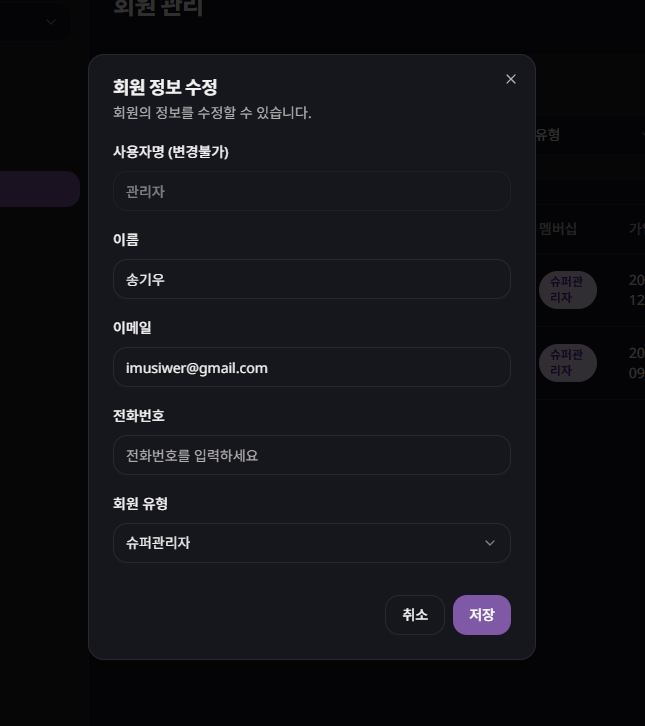 회원 관리
회원 정보 수정
회원의 정보를 수정할 수 있습니다.
사용자명 (변경불가)
관리자
이름
송기우
이메일
imusiwer@gmail.com
전화번호
전화번호를 입력하세요
회원 유형
슈퍼관리자
취소
저장
유형
멤버십
슈퍼관
리자
20
12
슈퍼관
리자
20
09